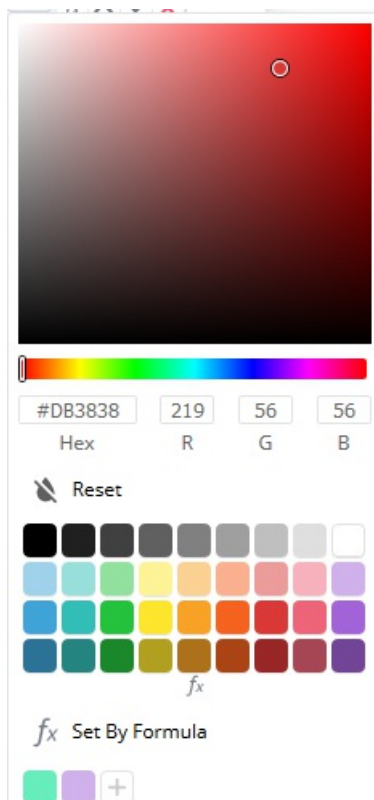 #DB3838 219 56 56
Hex R G B
Reset
fx
fx Set By Formula
+